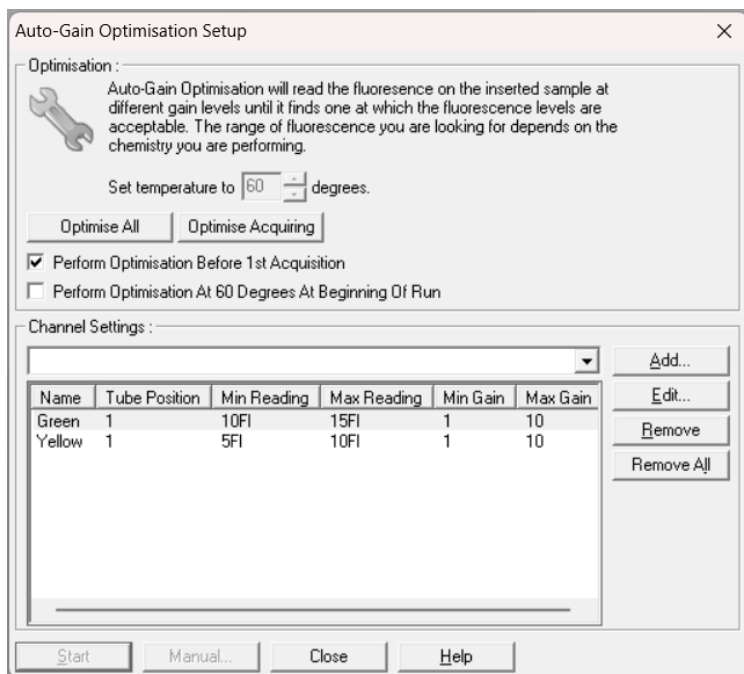 Auto-Gain Optimisation Setup
Optimisation :
Auto-Gain Optimisation will read the fluoresence on the inserted sample at
different gain levels until it finds one at which the fluorescence levels are
acceptable. The range of fluorescence you are looking for depends on the
chemistry you are performing.
Set temperature to 60 degrees.
Optimise All Optimise Acquiring
Perform Optimisation Before 1st Acquisition
Perform Optimisation At 60 Degrees At Beginning Of Run
Channel Settings :
Add...
Name Tube Position Min Reading Max Reading Min Gain Max Gain Edit...
Green 1 10Fl 15Fl 1 10
Remove
Yellow 1 5Fl 10Fl 1 10
Remove All
Start Manual... Close Help